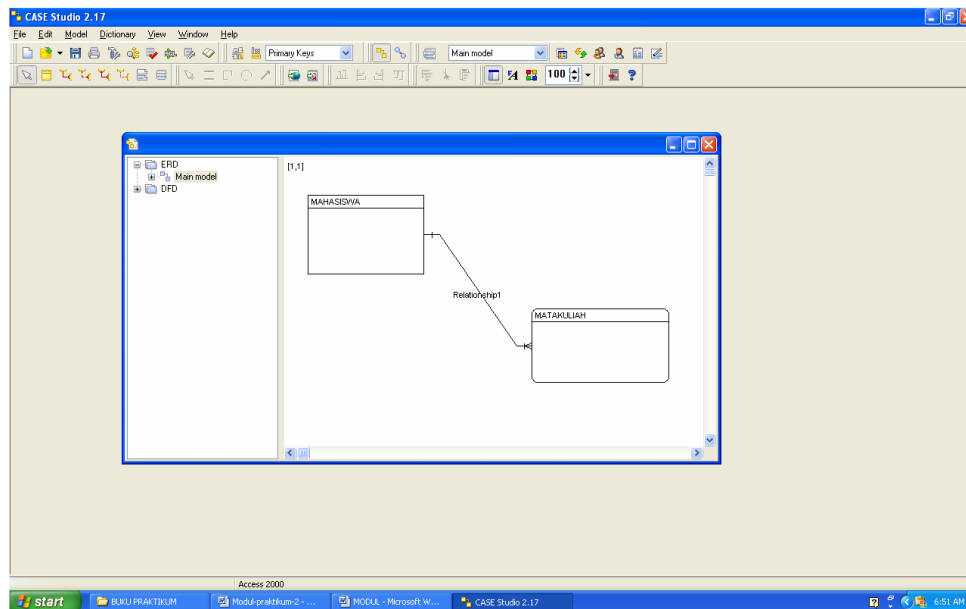 CASE Studio 2.17
File Edit Model Dictionary View Window Help
Primary Keys
Main model
100
ERD
Main model
DFD
[1,1]
MAHASISWA
Relationship1
MATAKULIAH
Access 2000
start
BUKU PRAKTIKUM
Modul-praktikum-2 - ...
MODUL - Microsoft W...
CASE Studio 2.17
6:51 AM